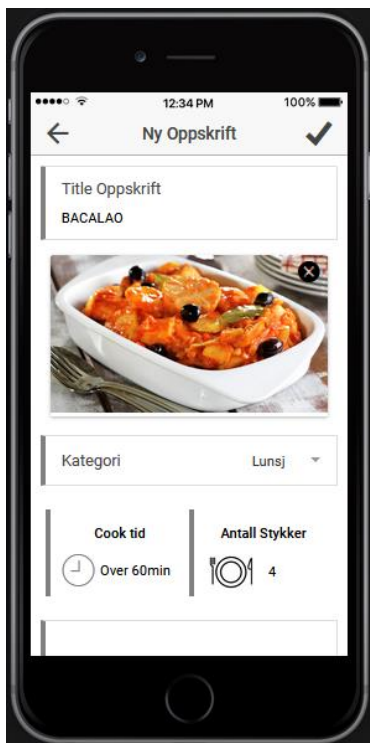 12:34 PM 100%
Ny Oppskrift
Title Oppskrift
BACALAO
Kategori Lunsj
Cook tid Antall Stykker
Over 60min 4